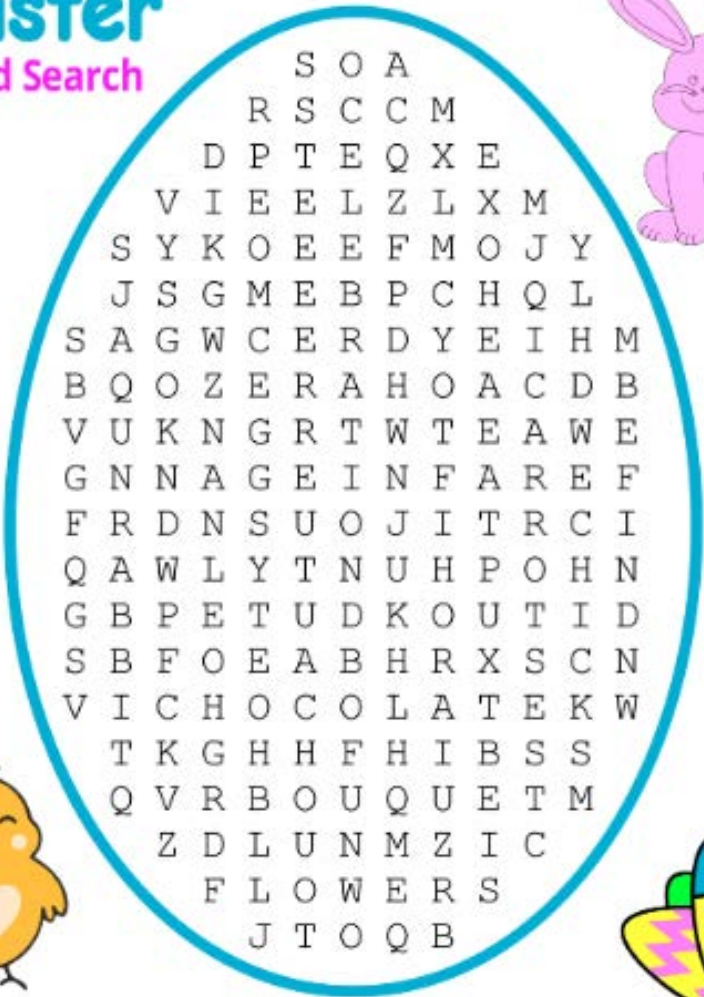 ster
d Search
S O A
R S C C M
D P T E Q X E
V I E E L Z L X M
S Y K O E E F M O J Y
J S G M E B P C H Q L
S A G W C E R D Y E I H M
B Q O Z E R A H O A C D B
V U K N G R T W T E A W E
G N N A G E I N F A R E F
F R D N S U O J I T R C I
Q A W L Y T N U H P O H N
G B P E T U D K O U T I D
S B F O E A B H R X S C N
V I C H O C O L A T E K W
T K G H H F H I B S S
Q V R B O U Q U E T M
Z D L U N M Z I C
F L O W E R S
J T O Q B